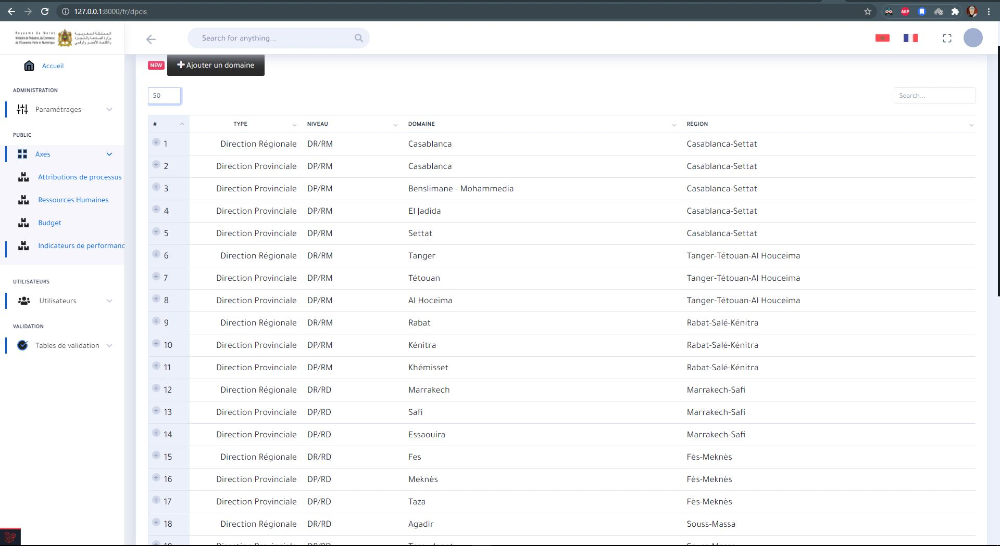 127.0.0.1:8000/fr/dpcis
ABP
Royaume du Maroc
Ministère de l'Industrie, du Commerce,
de l'Économie Verte et Numérique
المملكة المغربية
وزارة الصناعة والتجارة
والاقتصاد الأخضر والرقمي
Search for anything...
Accueil
ADMINISTRATION
Paramétrages
PUBLIC
Axes
Attributions de processus
Ressources Humaines
Budget
Indicateurs de performanc
UTILISATEURS
Utilisateurs
VALIDATION
Tables de validation
NEW
Ajouter un domaine
50
Search...
# TYPE NIVEAU DOMAINE RÉGION
1 Direction Régionale DR/RM Casablanca Casablanca-Settat
2 Direction Provinciale DP/RM Casablanca Casablanca-Settat
3 Direction Provinciale DP/RM Benslimane - Mohammedia Casablanca-Settat
4 Direction Provinciale DP/RM El Jadida Casablanca-Settat
5 Direction Provinciale DP/RM Settat Casablanca-Settat
6 Direction Régionale DR/RM Tanger Tanger-Tétouan-Al Houceima
7 Direction Provinciale DP/RM Tétouan Tanger-Tétouan-Al Houceima
8 Direction Provinciale DP/RM Al Hoceima Tanger-Tétouan-Al Houceima
9 Direction Régionale DR/RM Rabat Rabat-Salé-Kénitra
10 Direction Provinciale DP/RM Kénitra Rabat-Salé-Kénitra
11 Direction Provinciale DP/RM Khémisset Rabat-Salé-Kénitra
12 Direction Régionale DR/RD Marrakech Marrakech-Safi
13 Direction Provinciale DP/RD Safi Marrakech-Safi
14 Direction Provinciale DP/RD Essaouira Marrakech-Safi
15 Direction Régionale DR/RD Fes Fès-Meknès
16 Direction Provinciale DP/RD Meknès Fès-Meknès
17 Direction Provinciale DP/RD Taza Fès-Meknès
18 Direction Régionale DR/RD Agadir Souss-Massa